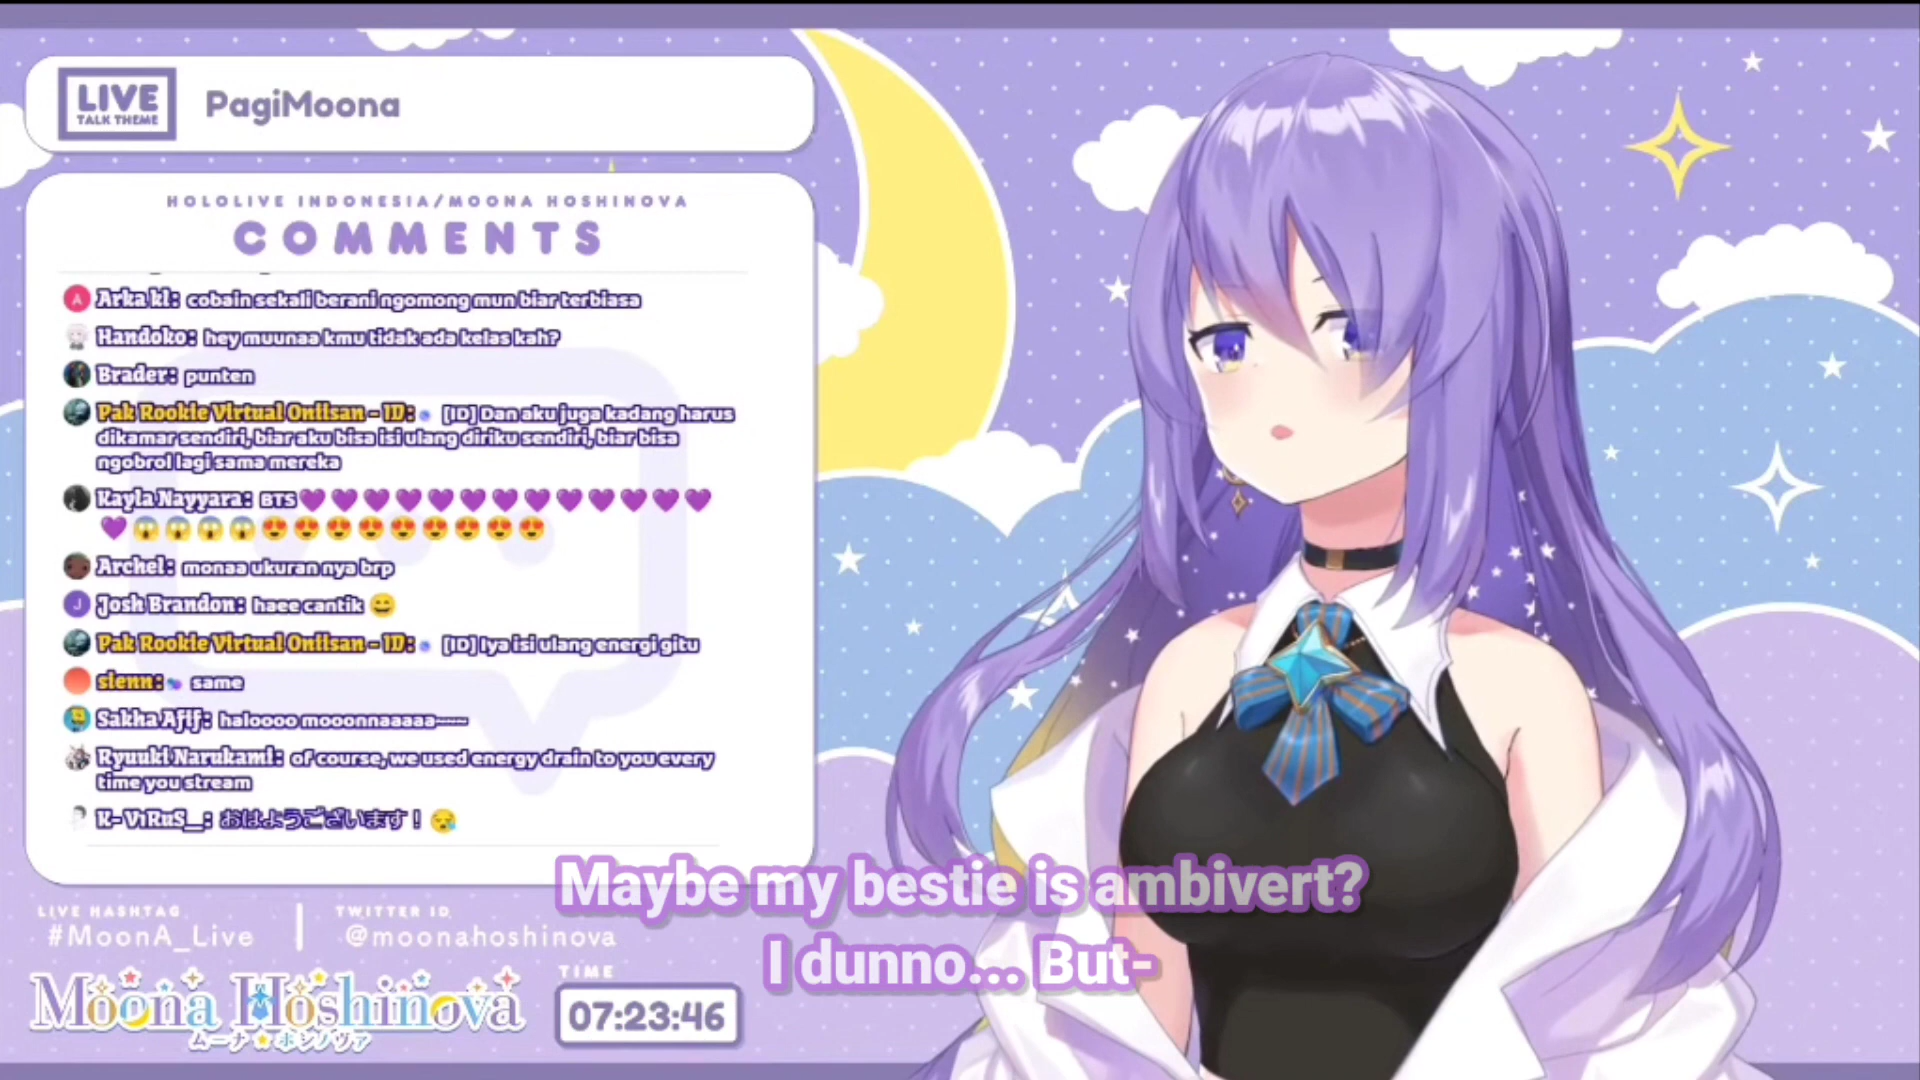 LIVE
TALK THEME
PagiMoona
HOLOLIVE INDONESIA/MOONA HOSHINOVA
COMMENTS
A Arka kl: cobain sekali berani ngomong mun biar terbiasa
Handoko: hey muunaa kmu tidak ada kelas kah?
Brader: punten
Pak Rookie Virtual Oniisan - ID: [ID] Dan aku juga kadang harus
dikamar sendiri, biar aku bisa isi ulang diriku sendiri, biar bisa
ngobrol lagi sama mereka
Kayla Nayyara: BTS💜💜💜💜💜💜💜💜💜💜💜💜💜
💜😱😱😱😱😍😍😍😍😍😍😍😍😍
Archel: monaa ukuran nya brp
J Josh Brandon: haee cantik 😄
Pak Rookie Virtual Oniisan - ID: [ID] Iya isi ulang energi gitu
sienn: same
Sakha Afif: haloooo mooonnaaaaa~~~
Ryuuki Narukami: of course, we used energy drain to you every
time you stream
K- ViRuS_: おはようございます！😪
Maybe my bestie is ambivert?
I dunno... But-
LIVE HASHTAG
#MoonA_Live
TWITTER ID
@moonahoshinova
Moona Hoshinova
ムーナ★ホシノヴァ
TIME
07:23:46